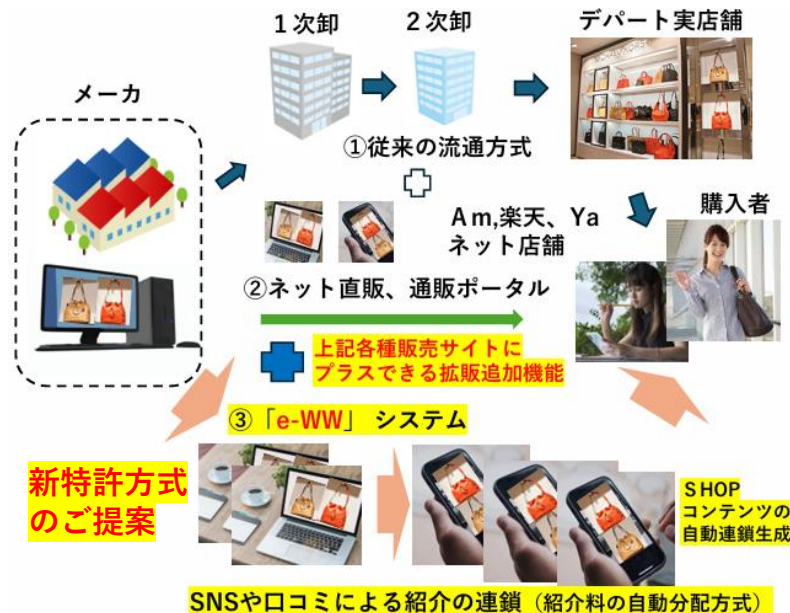 1次卸
2次卸
デパート実店舗
メーカ
①従来の流通方式
Am,楽天、Ya
ネット店舗
購入者
②ネット直販、通販ポータル
上記各種販売サイトに
プラスできる拡販追加機能
③「e-WW」 システム
新特許方式
のご提案
SHOP
コンテンツの
自動連鎖生成
SNSや口コミによる紹介の連鎖（紹介料の自動分配方式）